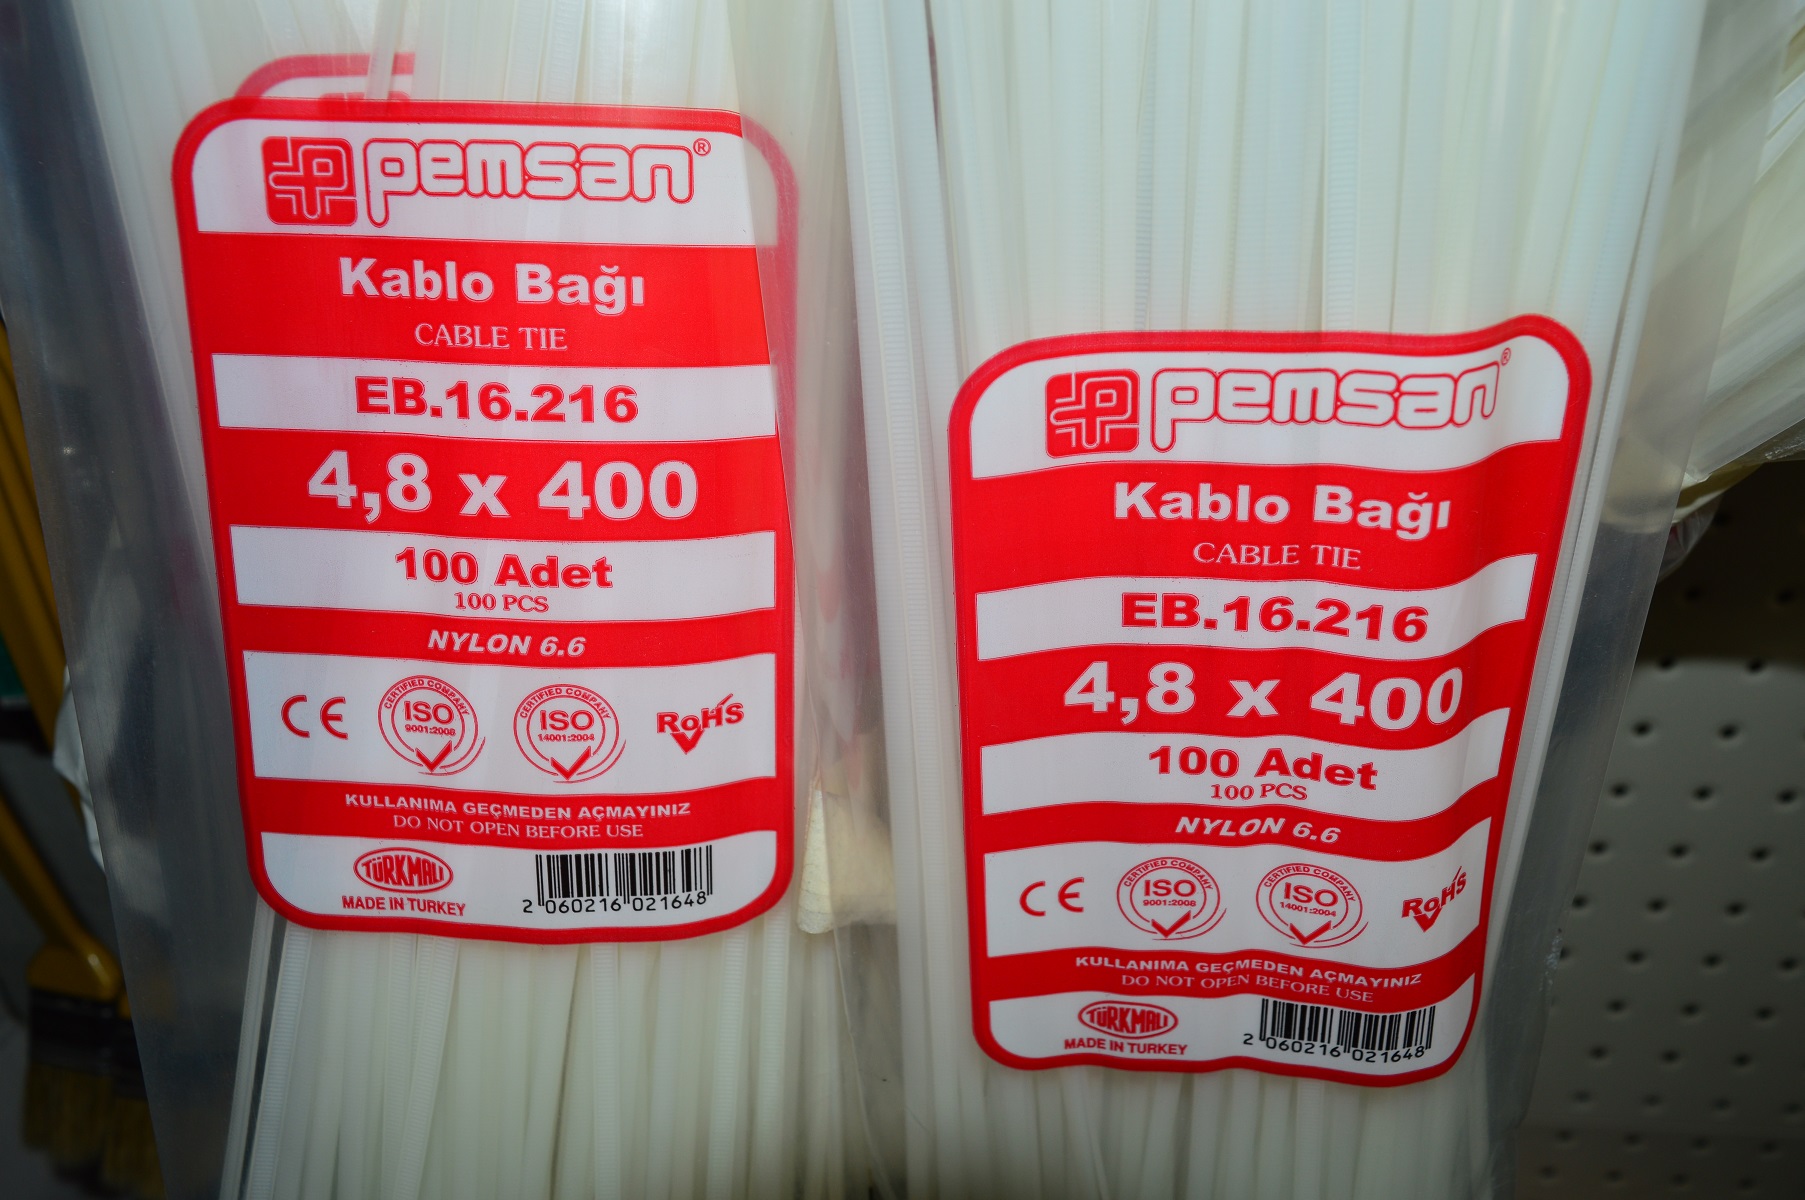 pemsan®
Kablo Bağı
CABLE TIE
EB.16.216
4,8 x 400
100 Adet
100 PCS
NYLON 6.6
CE
CERTIFIED COMPANY
ISO
9001:2008
CERTIFIED COMPANY
ISO
14001:2004
RoHS
KULLANIMA GEÇMEDEN AÇMAYINIZ
DO NOT OPEN BEFORE USE
TÜRKMALI
MADE IN TURKEY
2 060216 021648
pemsan®
Kablo Bağı
CABLE TIE
EB.16.216
4,8 x 400
100 Adet
100 PCS
NYLON 6.6
CE
CERTIFIED COMPANY
ISO
9001:2008
CERTIFIED COMPANY
ISO
14001:2004
RoHS
KULLANIMA GEÇMEDEN AÇMAYINIZ
DO NOT OPEN BEFORE USE
TÜRKMALI
MADE IN TURKEY
2 060216 021648